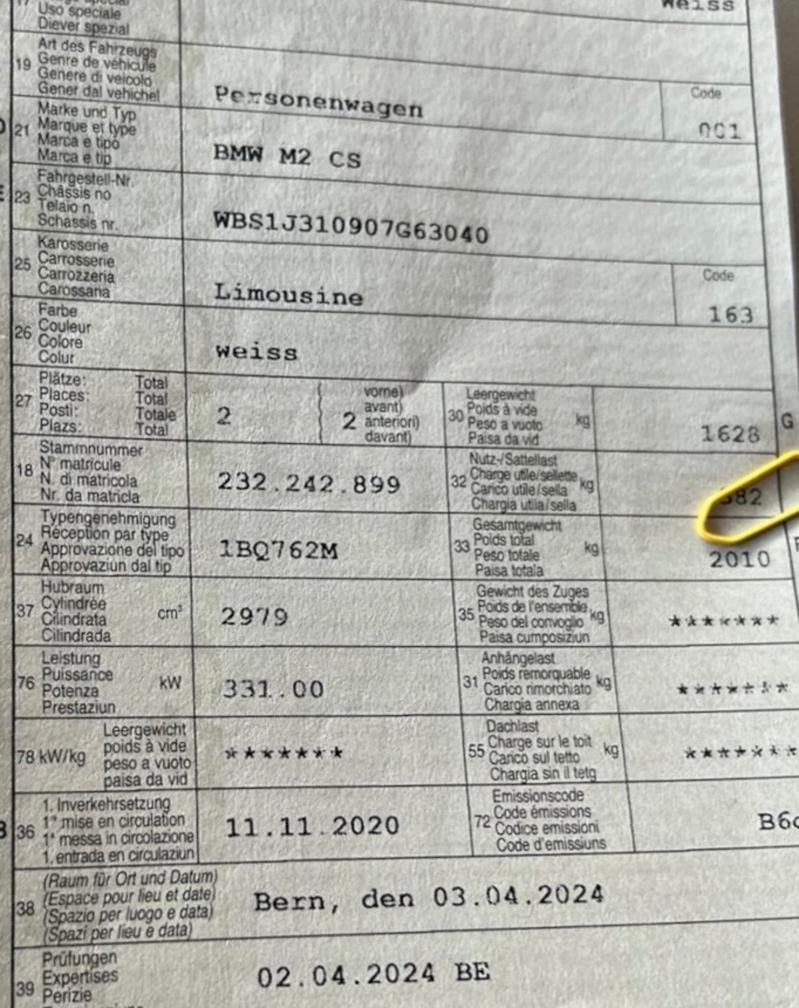 Uso speciale
Diever spezial
weiss
19 Art des Fahrzeugs
Genre de véhicule
Genere di veicolo
Gener dal vehichel
Personenwagen
Code
001
21 Marke und Typ
Marque et type
Marca e tipo
Marca e tip
BMW M2 CS
23 Fahrgestell-Nr.
Châssis no
Telaio n.
Schassis nr.
WBS1J310907G63040
25 Karosserie
Carrosserie
Carrozzeria
Carossaria
Limousine
Code
163
26 Farbe
Couleur
Colore
Colur
weiss
27 Plätze: Total
Places: Total
Posti: Totale
Plazs: Total
2
2 vorne)
avant)
anteriori)
davant)
30 Leergewicht
Poids à vide
Peso a vuoto
Paisa da vid
kg
1628
G
18 Stammnummer
N° matricule
N. di matricola
Nr. da matricla
232.242.899
32 Nutz-/Sattellast
Charge utile/sellette
Carico utile/sella
Chargia utila/sella
kg
24 Typengenehmigung
Réception par type
Approvazione del tipo
Approvaziun dal tip
1BQ762M
33 Gesamtgewicht
Poids total
Peso totale
Paisa totala
kg
2010
37 Hubraum
Cylindrée
Cilindrata
Cilindrada
cm³
2979
35 Gewicht des Zuges
Poids de l'ensemble
Peso del convoglio
Paisa cumposiziun
kg
*******
76 Leistung
Puissance
Potenza
Prestaziun
kW
331.00
31 Anhängelast
Poids remorquable
Carico rimorchiato
Chargia annexa
kg
*******
78 kW/kg
Leergewicht
poids à vide
peso a vuoto
paisa da vid
*******
55 Dachlast
Charge sur le toit
Carico sul tetto
Chargia sin il tetg
kg
*******
36 1. Inverkehrsetzung
1re mise en circulation
1a messa in circolazione
1. entrada en circulaziun
11.11.2020
72 Emissionscode
Code émissions
Codice emissioni
Code d'emissiuns
38 (Raum für Ort und Datum)
(Espace pour lieu et date)
(Spazio per luogo e data)
(Spazi per lieu e data)
Bern, den 03.04.2024
39 Prüfungen
Expertises
Perizie
02.04.2024 BE